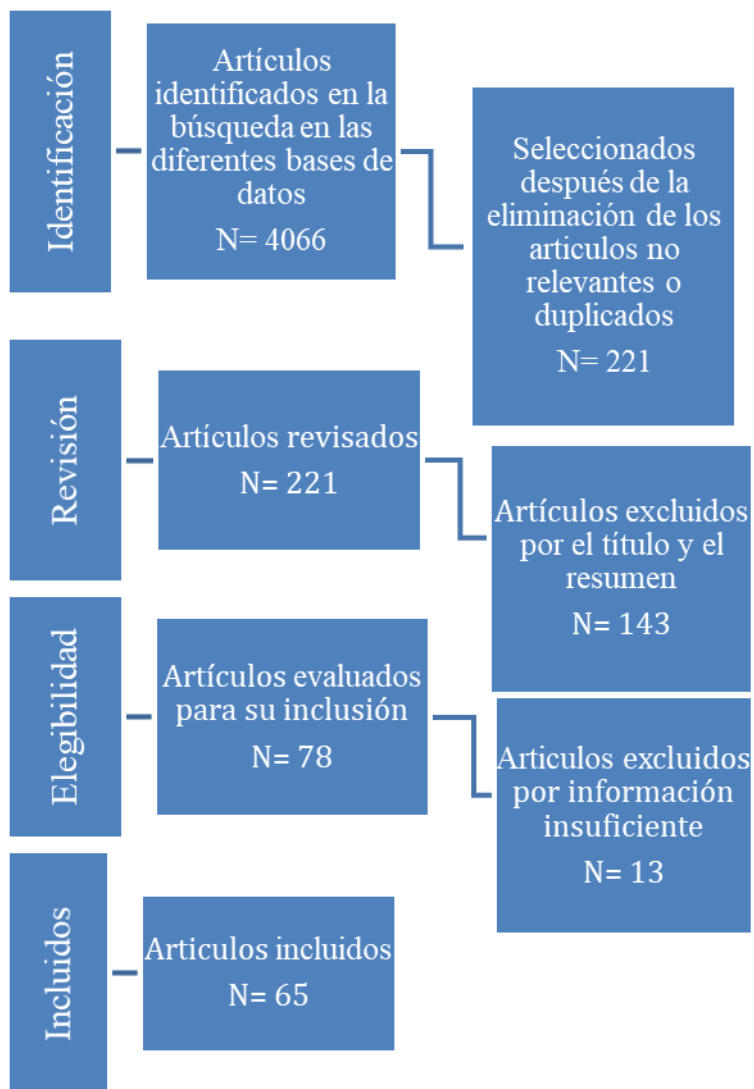 Identificación
Artículos
identificados en la
búsqueda en las
diferentes bases de
datos
N= 4066
Seleccionados
después de la
eliminación de los
articulos no
relevantes o
duplicados
N= 221
Revisión
Artículos revisados
N= 221
Artículos excluidos
por el título y el
resumen
N= 143
Elegibilidad
Artículos evaluados
para su inclusión
N= 78
Articulos excluidos
por información
insuficiente
N= 13
Incluidos
Articulos incluidos
N= 65